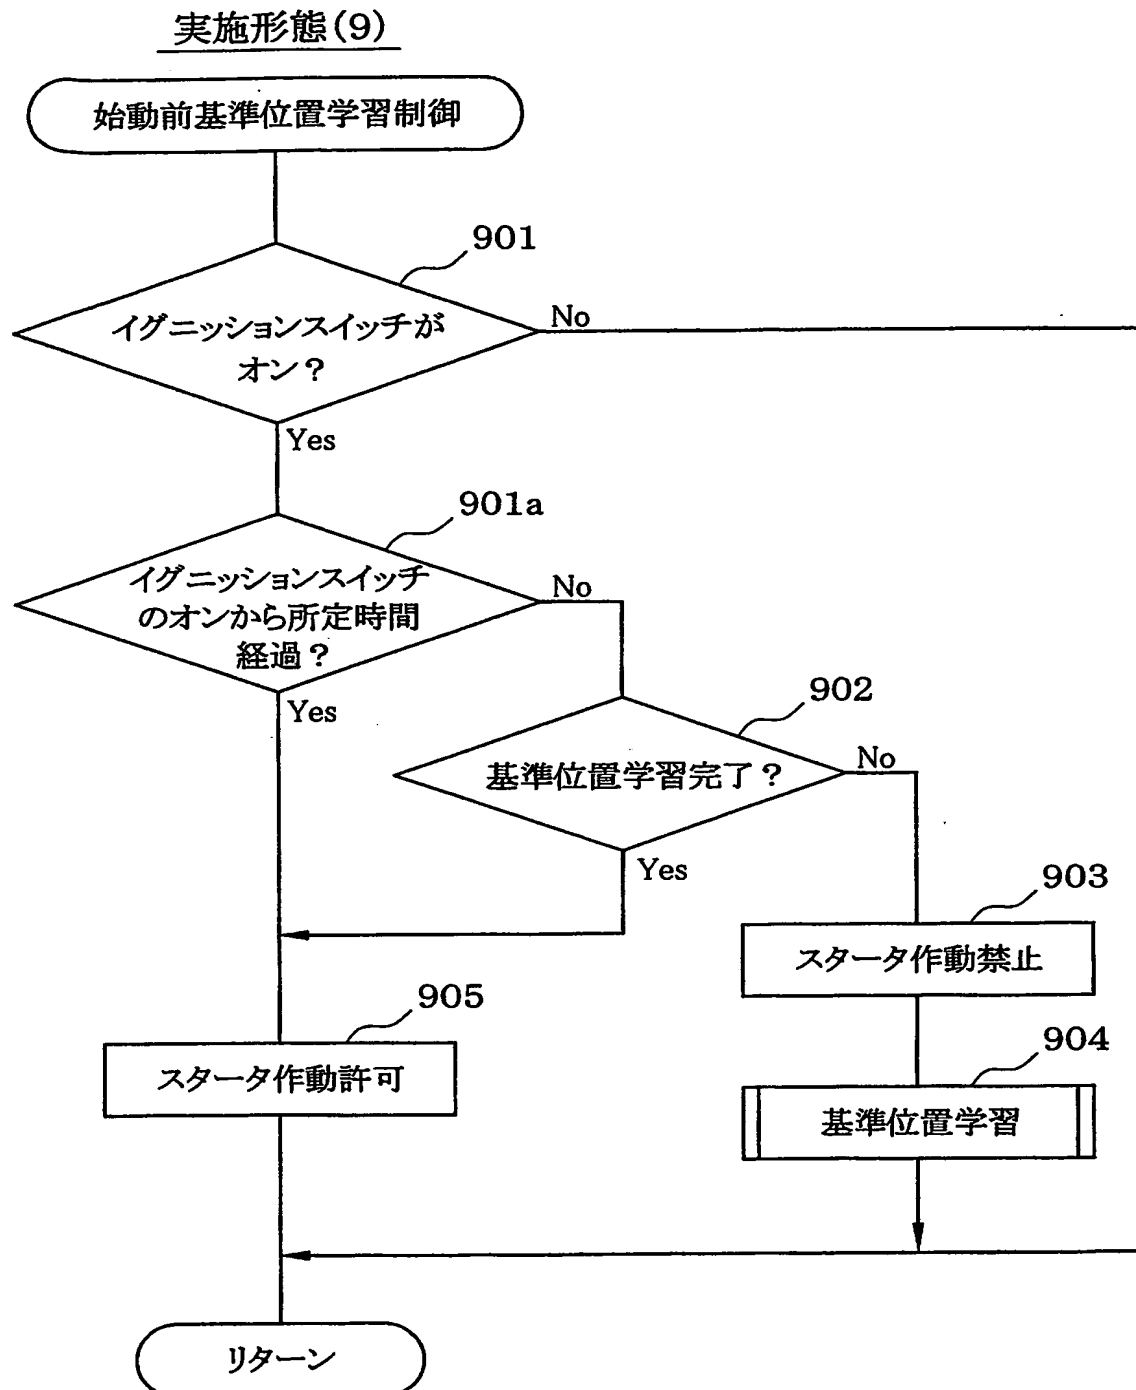 実施形態(9)
始動前基準位置学習制御
901
イグニッションスイッチが
オン?
No
Yes
901a
イグニッションスイッチ
のオンから所定時間
経過?
No
Yes
902
基準位置学習完了?
No
Yes
903
スタータ作動禁止
904
基準位置学習
905
スタータ作動許可
リターン